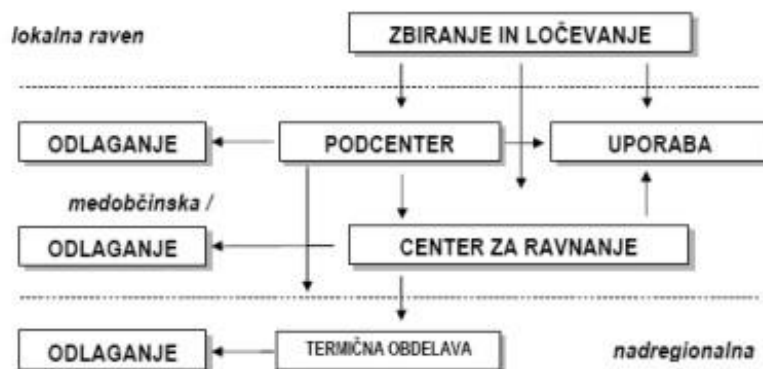 lokalna raven
ZBIRANJE IN LOČEVANJE
ODLAGANJE
PODCENTER
UPORABA
medobčinska /
ODLAGANJE
CENTER ZA RAVNANJE
ODLAGANJE
TERMIČNA OBDELAVA
nadregionalna